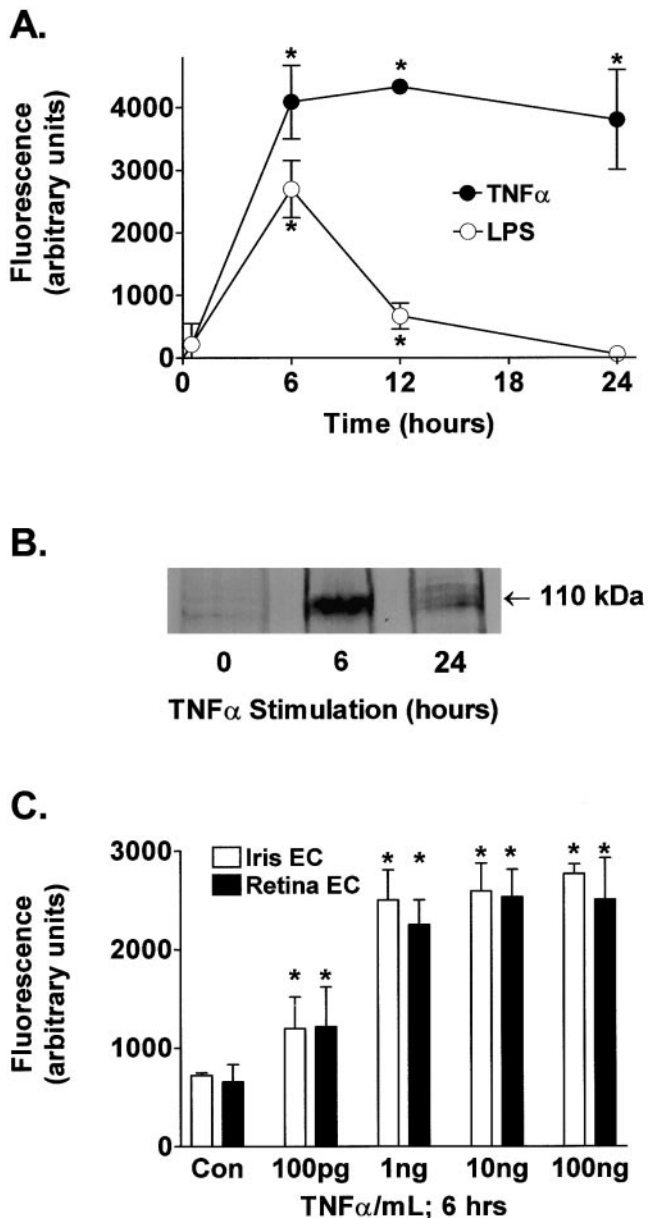 A.
Fluorescence
(arbitrary units)
4000
3000
2000
1000
0
* * *
* *
TNFα
LPS
0 6 12 18 24
Time (hours)
B.
← 110 kDa
0 6 24
TNFα Stimulation (hours)
C.
Fluorescence
(arbitrary units)
3000
2000
1000
0
Iris EC
Retina EC
* * * * * * * *
Con 100pg 1ng 10ng 100ng
TNFα/mL; 6 hrs